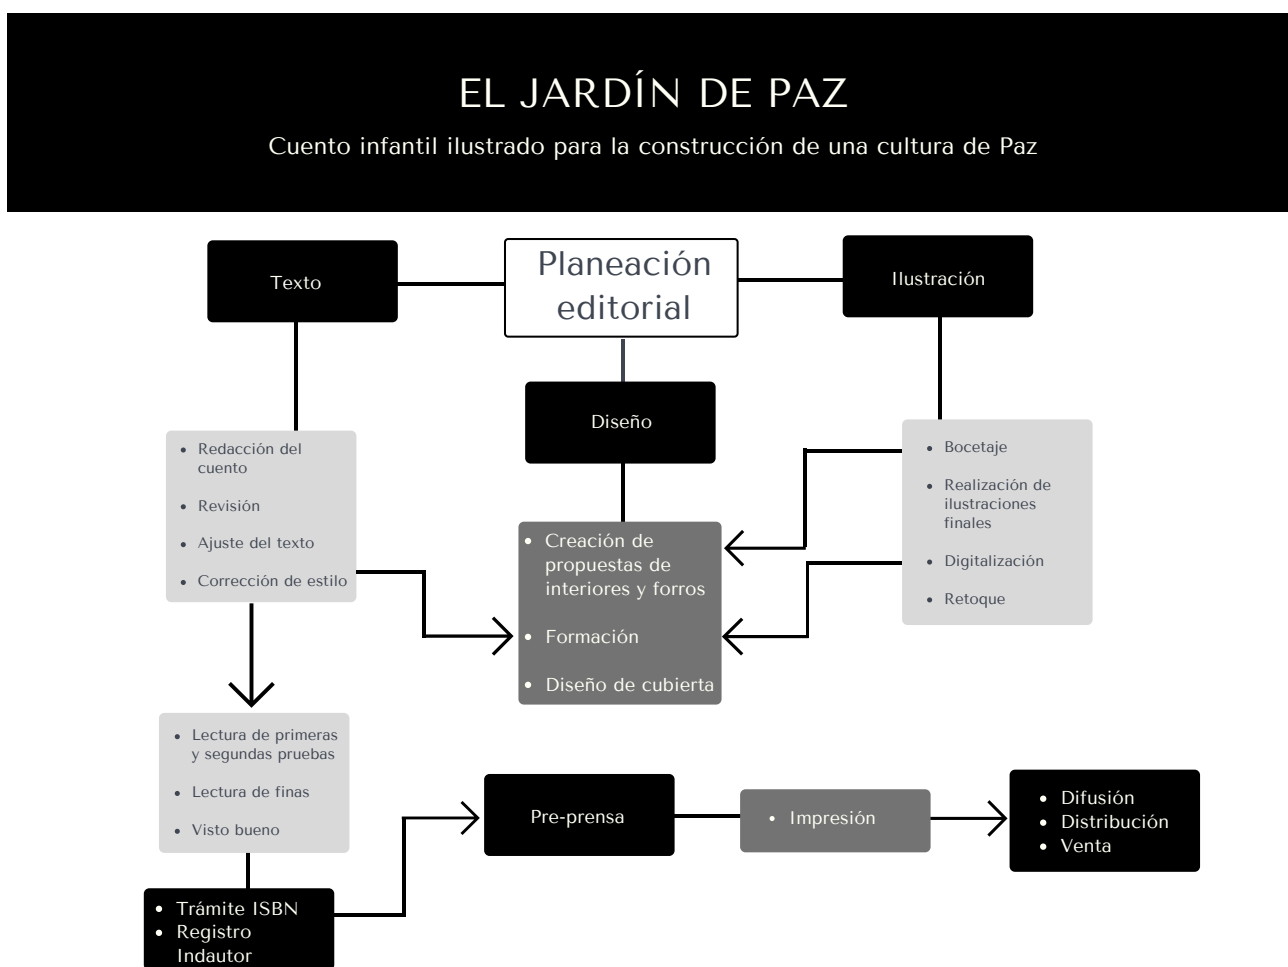 EL JARDÍN DE PAZ
Cuento infantil ilustrado para la construcción de una cultura de Paz
Texto
Planeación
editorial
Ilustración
Diseño
• Redacción del
cuento
• Revisión
• Ajuste del texto
• Corrección de estilo
• Creación de
propuestas de
interiores y forros
• Formación
• Diseño de cubierta
• Bocetaje
• Realización de
ilustraciones
finales
• Digitalización
• Retoque
• Lectura de primeras
y segundas pruebas
• Lectura de finas
• Visto bueno
• Trámite ISBN
• Registro
Indautor
Pre-prensa
• Impresión
• Difusión
• Distribución
• Venta